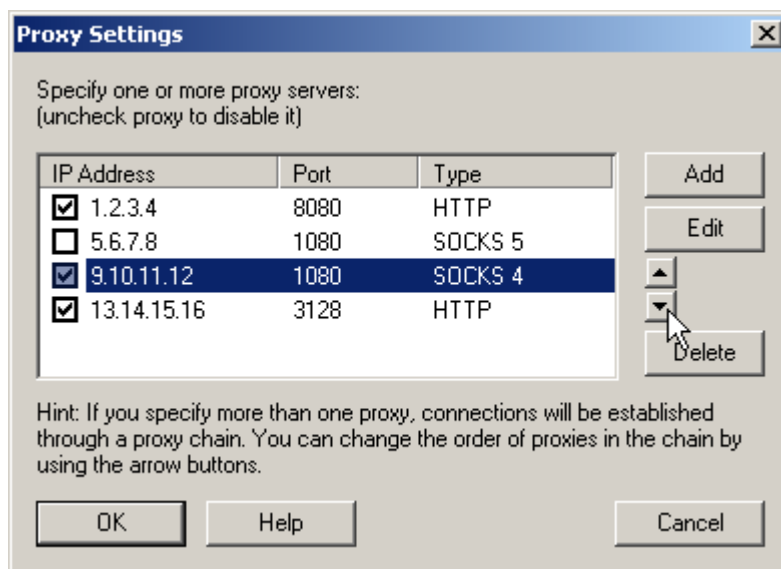 Proxy Settings
Specify one or more proxy servers:
(uncheck proxy to disable it)
IP Address Port Type
1.2.3.4 8080 HTTP
5.6.7.8 1080 SOCKS 5
9.10.11.12 1080 SOCKS 4
13.14.15.16 3128 HTTP
Add
Edit
Delete
Hint: If you specify more than one proxy, connections will be established
through a proxy chain. You can change the order of proxies in the chain by
using the arrow buttons.
OK Help Cancel